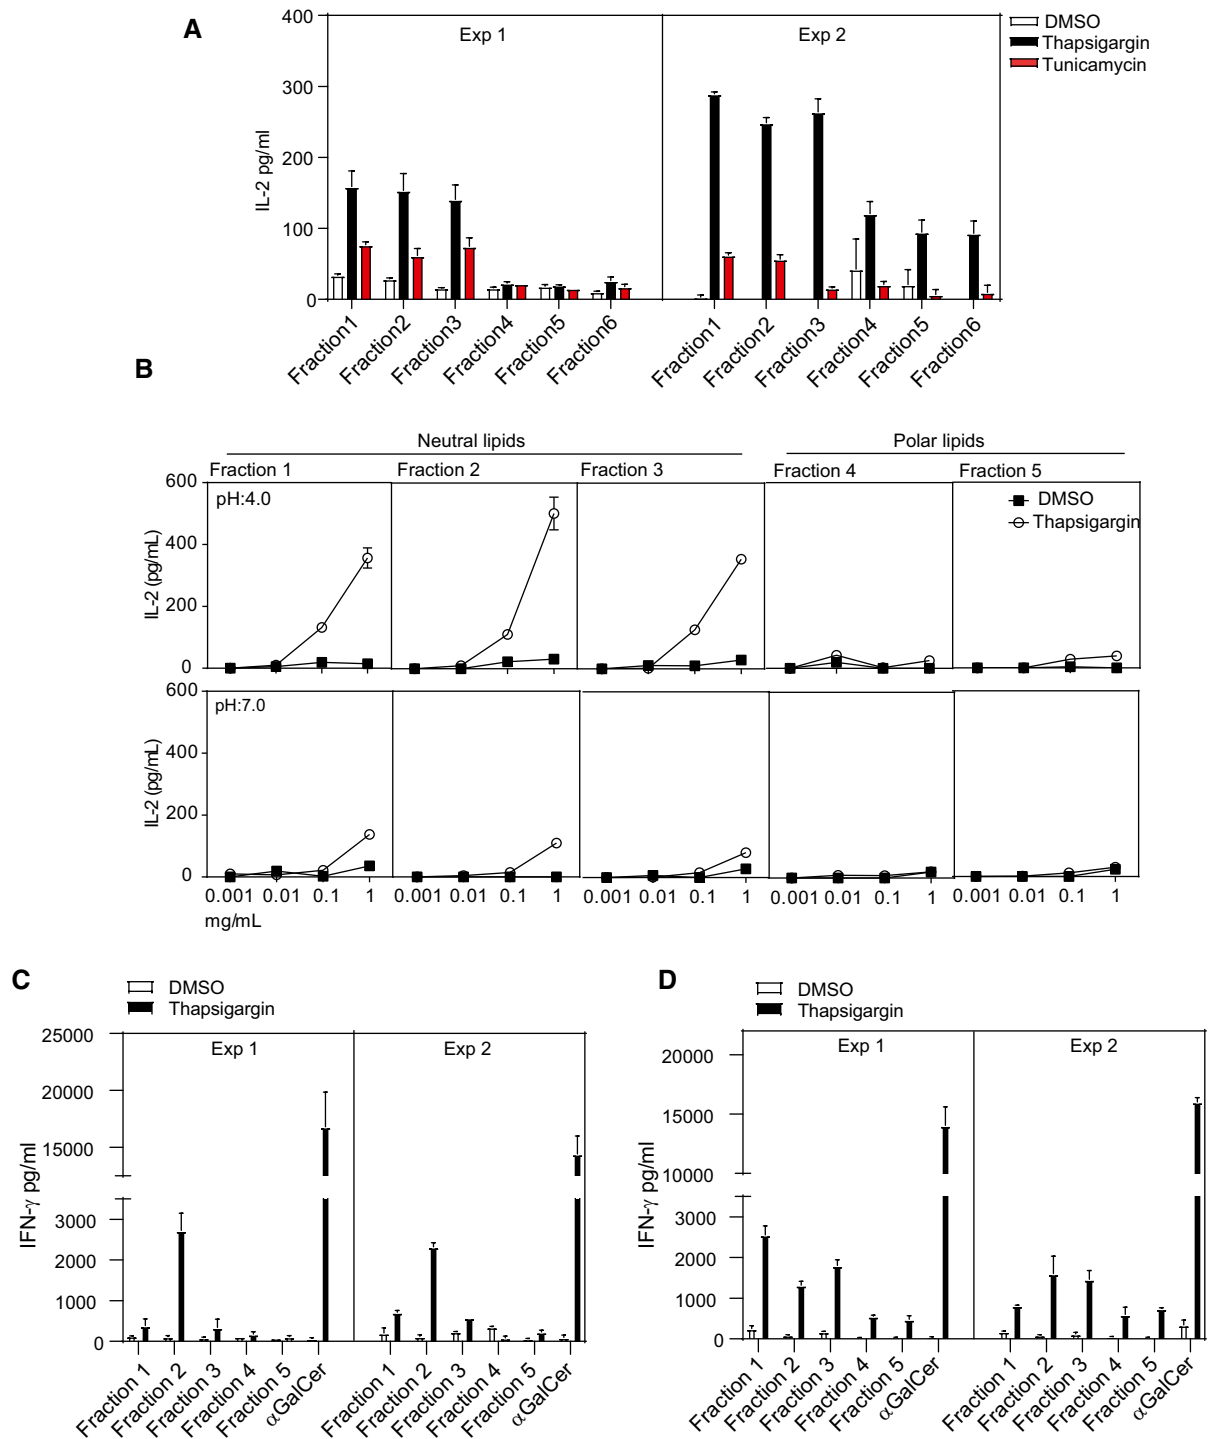 A
400
300
200
100
0
IL-2 pg/ml
Exp 1
Exp 2
DMSO
Thapsigargin
Tunicamycin
Fraction1
Fraction2
Fraction3
Fraction4
Fraction5
Fraction6
Fraction1
Fraction2
Fraction3
Fraction4
Fraction5
Fraction6
B
Neutral lipids
Polar lipids
Fraction 1
Fraction 2
Fraction 3
Fraction 4
Fraction 5
600
400
200
0
IL-2 (pg/mL)
pH:4.0
DMSO
Thapsigargin
600
400
200
0
IL-2 (pg/mL)
pH:7.0
0.001 0.01 0.1 1
0.001 0.01 0.1 1
0.001 0.01 0.1 1
0.001 0.01 0.1 1
0.001 0.01 0.1 1
mg/mL
C
DMSO
Thapsigargin
25000
20000
15000
3000
2000
1000
0
IFN-γ pg/ml
Exp 1
Exp 2
Fraction 1
Fraction 2
Fraction 3
Fraction 4
Fraction 5
αGalCer
Fraction 1
Fraction 2
Fraction 3
Fraction 4
Fraction 5
αGalCer
D
DMSO
Thapsigargin
20000
15000
10000
3000
2000
1000
0
IFN-γ pg/ml
Exp 1
Exp 2
Fraction 1
Fraction 2
Fraction 3
Fraction 4
Fraction 5
αGalCer
Fraction 1
Fraction 2
Fraction 3
Fraction 4
Fraction 5
αGalCer